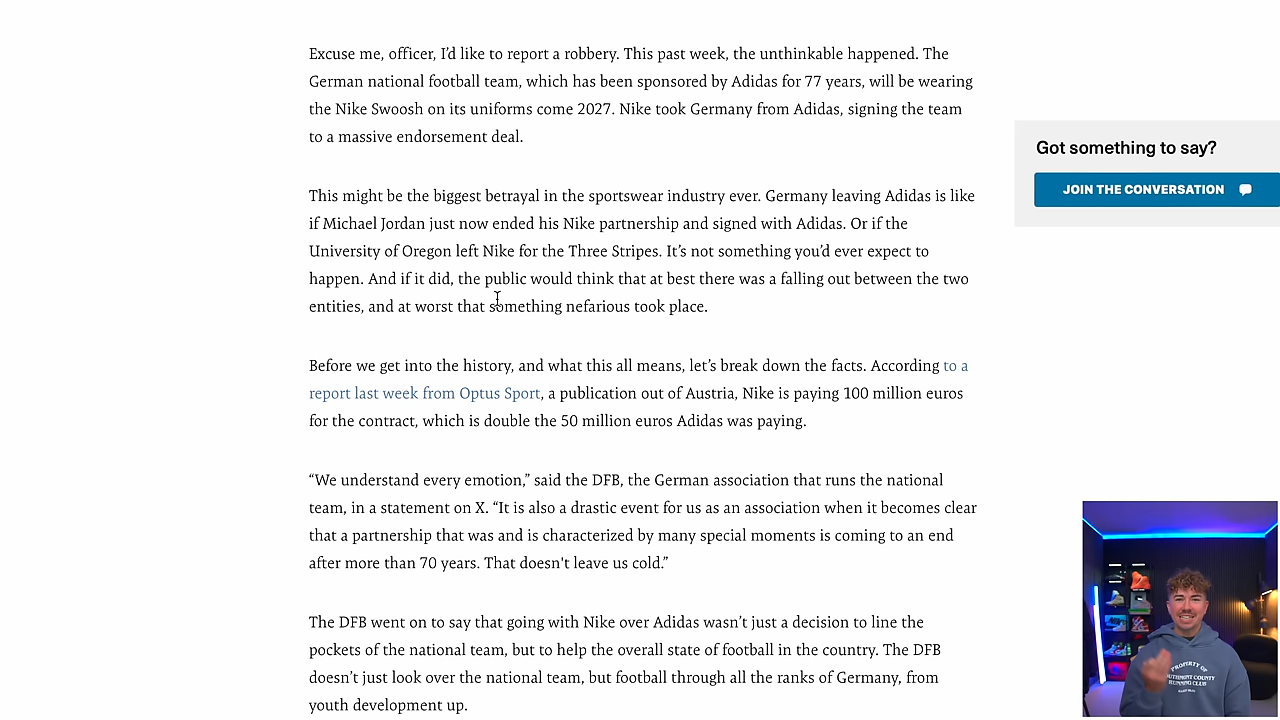 Excuse me, officer, I’d like to report a robbery. This past week, the unthinkable happened. The
German national football team, which has been sponsored by Adidas for 77 years, will be wearing
the Nike Swoosh on its uniforms come 2027. Nike took Germany from Adidas, signing the team
to a massive endorsement deal.
Got something to say?
JOIN THE CONVERSATION
This might be the biggest betrayal in the sportswear industry ever. Germany leaving Adidas is like
if Michael Jordan just now ended his Nike partnership and signed with Adidas. Or if the
University of Oregon left Nike for the Three Stripes. It’s not something you’d ever expect to
happen. And if it did, the public would think that at best there was a falling out between the two
entities, and at worst that something nefarious took place.
Before we get into the history, and what this all means, let’s break down the facts. According to a
report last week from Optus Sport, a publication out of Austria, Nike is paying 100 million euros
for the contract, which is double the 50 million euros Adidas was paying.
“We understand every emotion,” said the DFB, the German association that runs the national
team, in a statement on X. “It is also a drastic event for us as an association when it becomes clear
that a partnership that was and is characterized by many special moments is coming to an end
after more than 70 years. That doesn't leave us cold.”
The DFB went on to say that going with Nike over Adidas wasn’t just a decision to line the
pockets of the national team, but to help the overall state of football in the country. The DFB
doesn’t just look over the national team, but football through all the ranks of Germany, from
youth development up.
PROPERTY OF
COUNTY
RUNNING CLUB